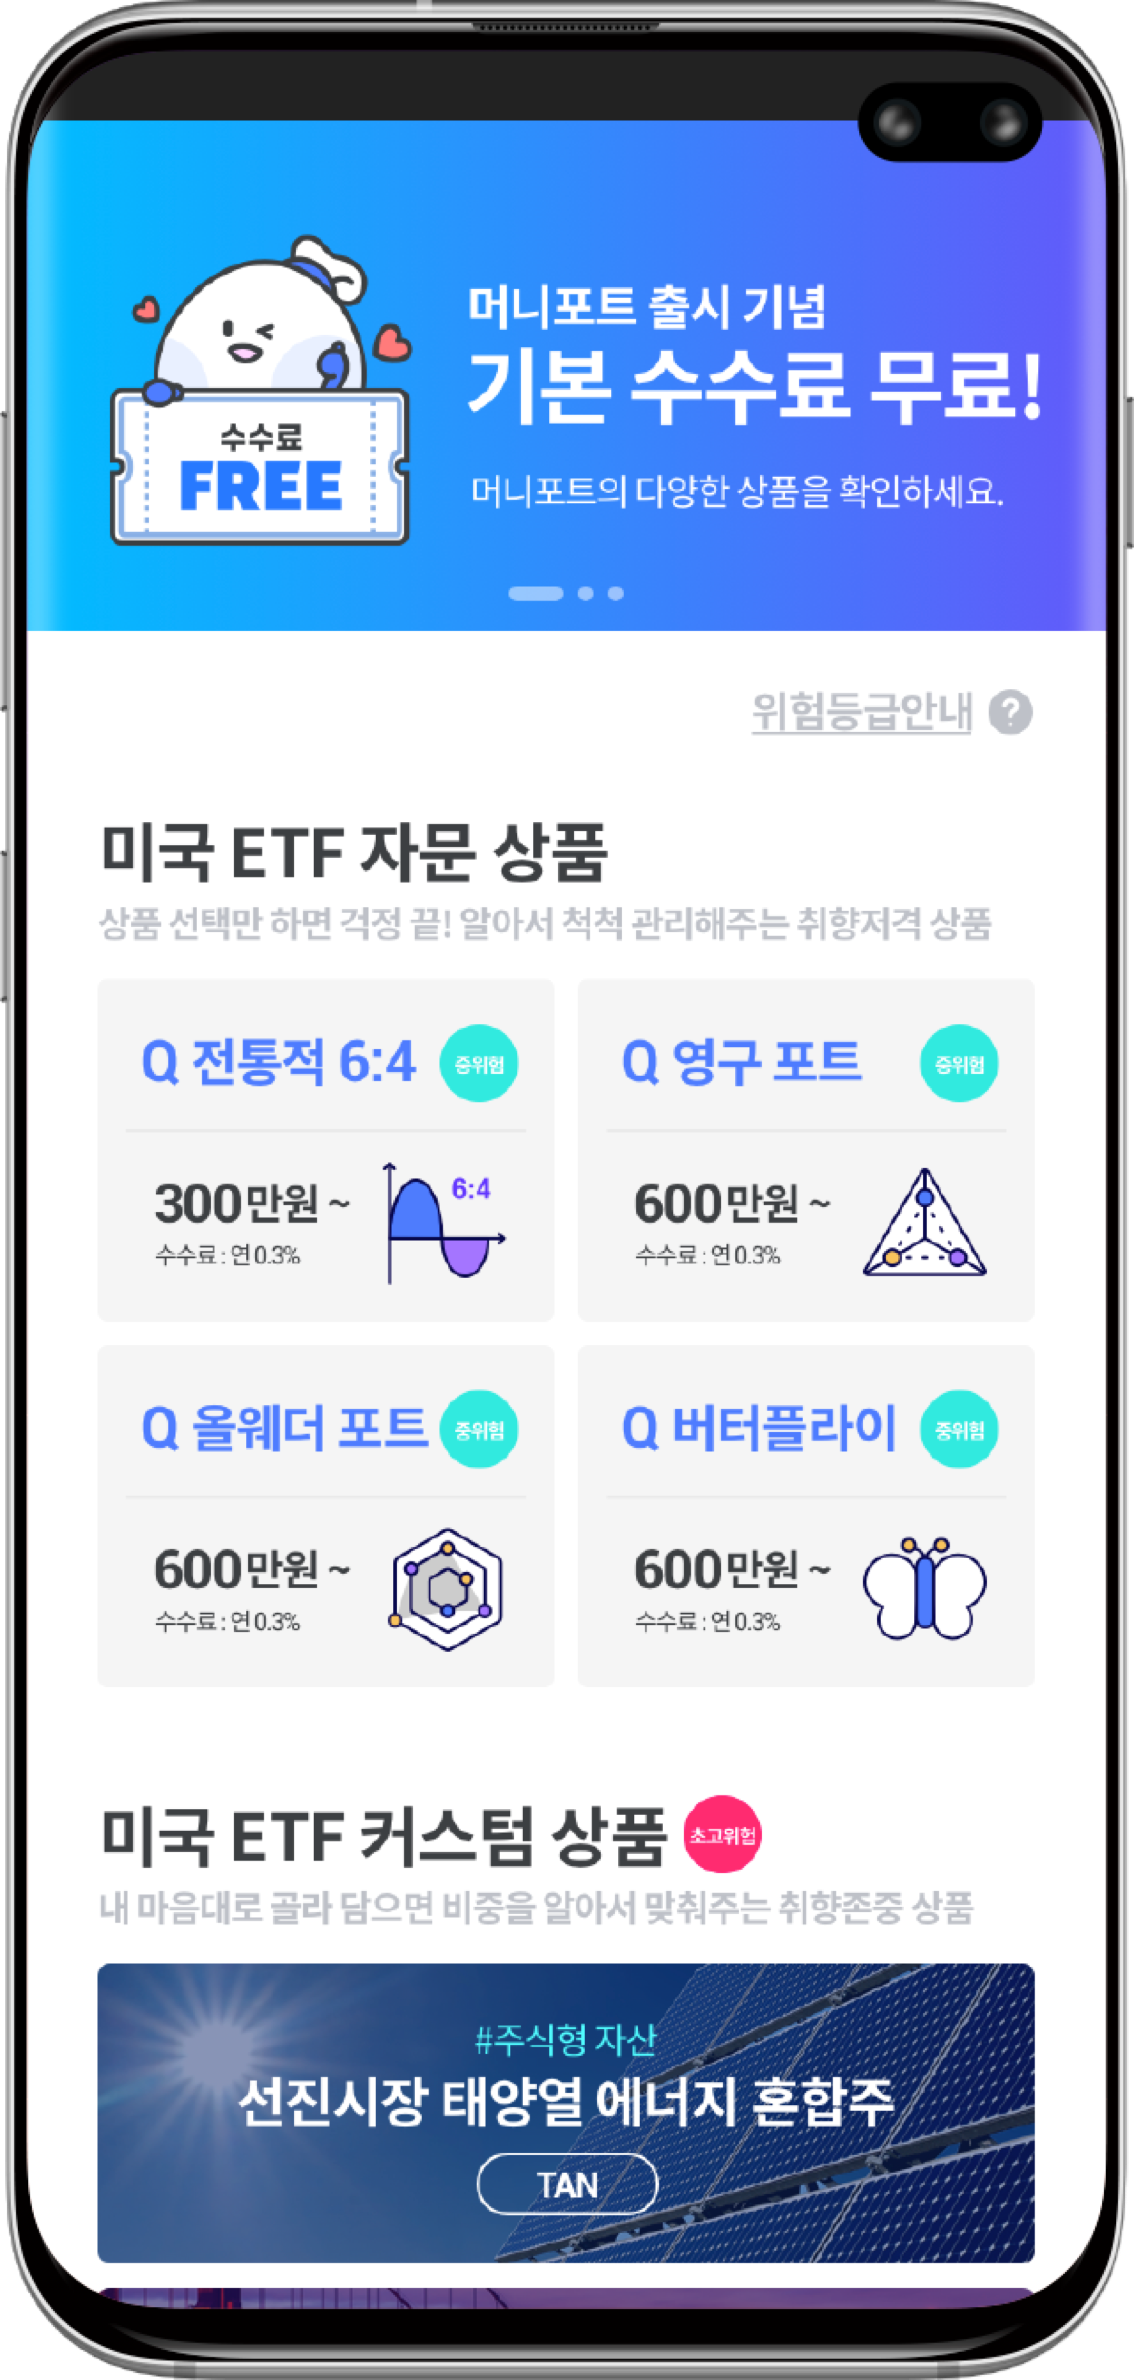 머니포트 출시 기념
기본 수수료 무료!
수수료
FREE
머니포트의 다양한 상품을 확인하세요.
위험등급안내 ?
미국 ETF 자문 상품
상품 선택만 하면 걱정 끝! 알아서 척척 관리해주는 취향저격 상품
Q 전통적 6:4 중위험
300만원 ~
수수료 : 연 0.3%
6:4
Q 영구 포트 중위험
600만원 ~
수수료 : 연 0.3%
Q 올웨더 포트 중위험
600만원 ~
수수료 : 연 0.3%
Q 버터플라이 중위험
600만원 ~
수수료 : 연 0.3%
미국 ETF 커스텀 상품 초고위험
내 마음대로 골라 담으면 비중을 알아서 맞춰주는 취향존중 상품
#주식형 자산
선진시장 태양열 에너지 혼합주
TAN